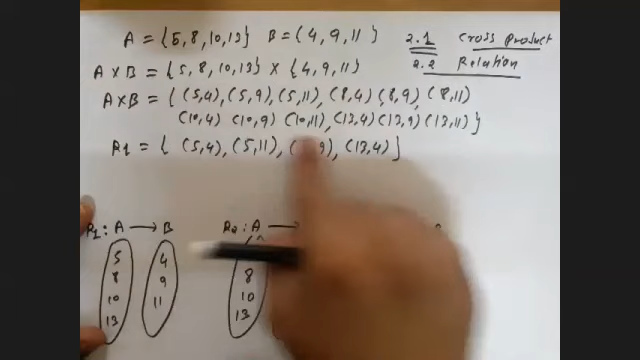 A = {5, 8, 10, 13} B = {4, 9, 11} 2.1 Cross product
A × B = {5, 8, 10, 13} × {4, 9, 11} 2.2 Relation
A×B = { (5,4), (5,9), (5,11), (8,4) (8,9), (8,11)
(10,4) (10,9) (10,11), (13,4) (13,9) (13,11) }
R1 = { (5,4), (5,11), 9), (13,4) }
R1 : A → B A →
5 4
8 9 8
10 11 10
13 13